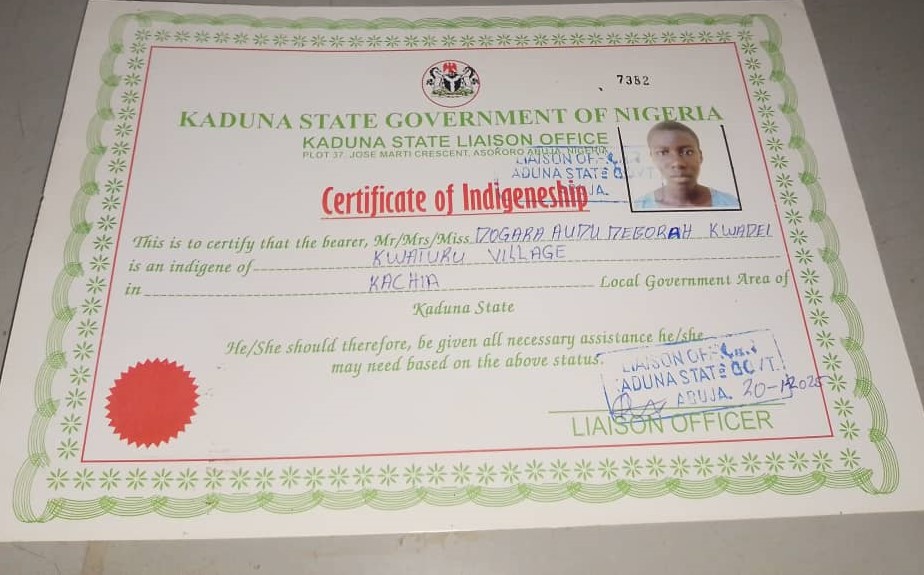 7382
KADUNA STATE GOVERNMENT OF NIGERIA
KADUNA STATE LIAISON OFFICE
PLOT 37, JOSE MARTI CRESCENT, ASOKORO ABUJA, NIGERIA
LIAISON OF
ADUNA STATE
JA.
Certificate of Indigeneship
This is to certify that the bearer, Mr/Mrs/Miss DOGARA AUDU DEBORAH KWADEI
is an indigene of KWATURU VILLAGE
in KACHIA Local Government Area of
Kaduna State
He/She should therefore, be given all necessary assistance he/she
may need based on the above status.
LIAISON OF
ADUNA STATE GOVT.
ABUJA.
LIAISON OFFICER